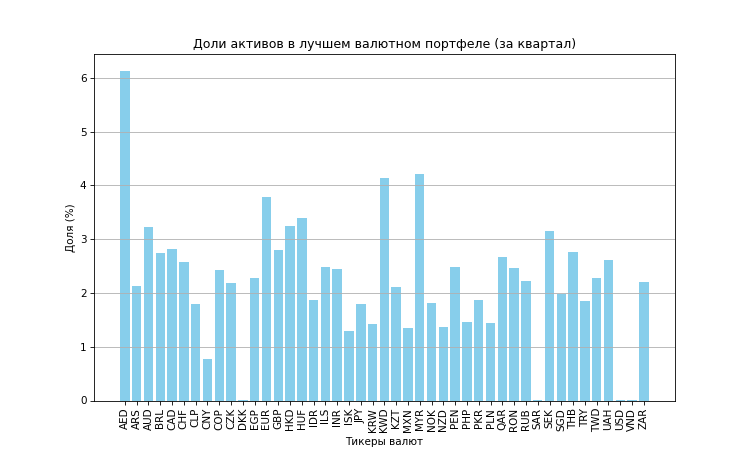 Доли активов в лучшем валютном портфеле (за квартал)
Доля (%)
6
5
4
3
2
1
0
AED ARS AUD BRL CAD CHF CLP CNY COP CZK DKK EGP EUR GBP HKD HUF IDR ILS INR ISK JPY KRW KWD KZT MXN MYR NOK NZD PEN PHP PKR PLN QAR RON RUB SAR SEK SGD THB TRY TWD UAH USD VND ZAR
Тикеры валют